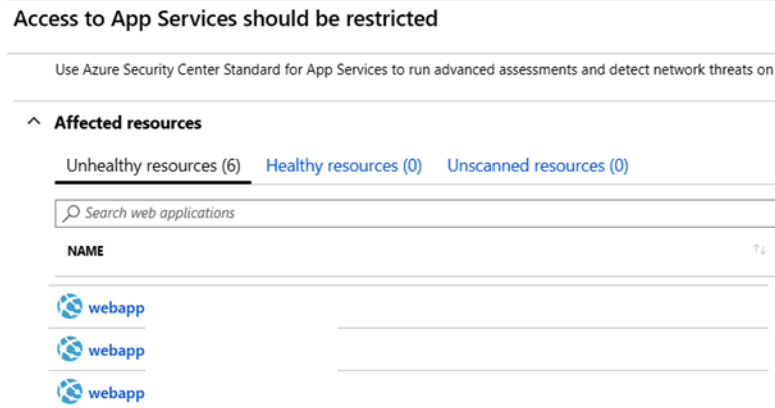 Access to App Services should be restricted
Use Azure Security Center Standard for App Services to run advanced assessments and detect network threats on
Affected resources
Unhealthy resources (6) Healthy resources (0) Unscanned resources (0)
Search web applications
NAME
webapp
webapp
webapp